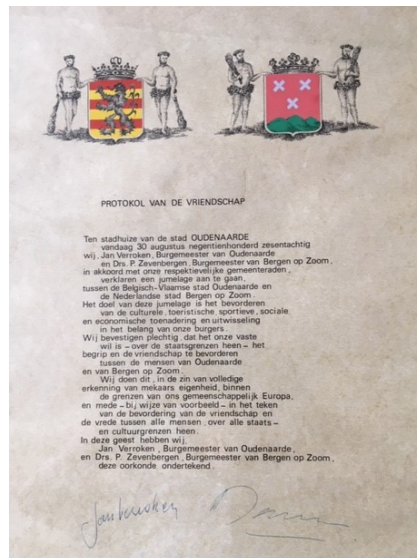 PROTOKOL VAN DE VRIENDSCHAP
Ten stadhuize van de stad OUDENAARDE
vandaag 30 augustus negentienhonderd zesentachtig
wij, Jan Verroken, Burgemeester van Oudenaarde
en Drs. P. Zevenbergen, Burgemeester van Bergen op Zoom,
in akkoord met onze respektievelijke gemeenteraden,
verklaren een jumelage aan te gaan,
tussen de Belgisch-Vlaamse stad Oudenaarde en
de Nederlandse stad Bergen op Zoom.
Het doel van deze jumelage is het bevorderen
van de culturele, toeristische, sportieve, sociale
en economische toenadering en uitwisseling
in het belang van onze burgers.
Wij bevestigen plechtig, dat het onze vaste
wil is - over de staatsgrenzen heen - het
begrip en de vriendschap te bevorderen
tussen de mensen van Oudenaarde
en van Bergen op Zoom.
Wij doen dit, in de zin van volledige
erkenning van mekaars eigenheid, binnen
de grenzen van ons gemeenschappelijk Europa,
en mede - bij wijze van voorbeeld - in het teken
van de bevordering van de vriendschap en
de vrede tussen alle mensen, over alle staats-
en cultuurgrenzen heen.
In deze geest hebben wij,
Jan Verroken, Burgemeester van Oudenaarde,
en Drs. P. Zevenbergen, Burgemeester van Bergen op Zoom,
deze oorkonde ondertekend.
Jan Verroken